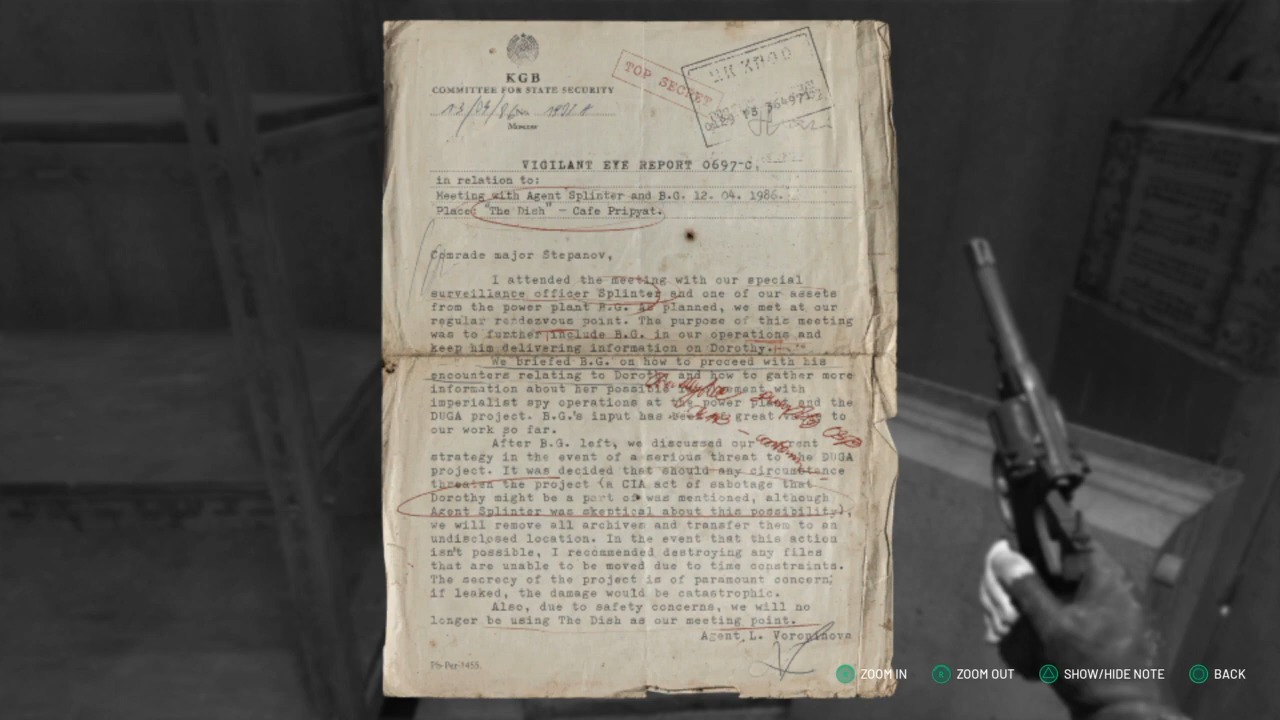 KGB
COMMITTEE FOR STATE SECURITY
TOP SECRET
Moscow
VIGILANT EYE REPORT 0697-C,
in relation to:
Meeting with Agent Splinter and B.G. 12. 04. 1986.
Place: "The Dish" - Cafe Pripyat.
Comrade major Stepanov,
I attended the meeting with our special
surveillance officer Splinter and one of our assets
from the power plant B.G. as planned, we met at our
regular rendezvous point. The purpose of this meeting
was to further include B.G. in our operations and
keep him delivering information on Dorothy.
We briefed B.G. on how to proceed with his
encounters relating to Dorothy and how to gather more
information about her possible involvement with
imperialist spy operations at the power plant and the
DUGA project. B.G.'s input has been great to
our work so far.
After B.G. left, we discussed our current
strategy in the event of a serious threat to the DUGA
project. It was decided that should any circumstance
threaten the project (a CIA act of sabotage that
Dorothy might be a part of was mentioned, although
Agent Splinter was skeptical about this possibility),
we will remove all archives and transfer them to an
undisclosed location. In the event that this action
isn't possible, I recommended destroying any files
that are unable to be moved due to time constraints.
The secrecy of the project is of paramount concern;
if leaked, the damage would be catastrophic.
Also, due to safety concerns, we will no
longer be using The Dish as our meeting point.
Agent L. Voroninova
Pb-Per-1455.
ZOOM IN
ZOOM OUT
SHOW/HIDE NOTE
BACK